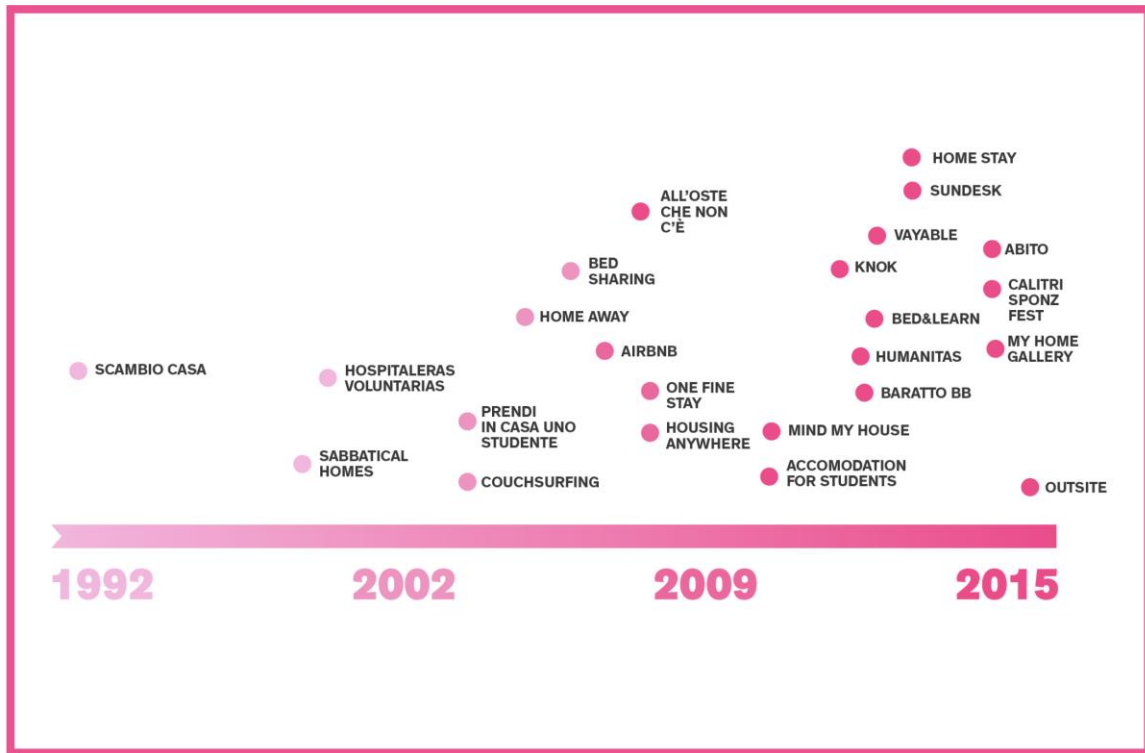 HOME STAY
SUNDESK
ALL'OSTE
CHE NON
C'È
VAYABLE
ABITO
BED
SHARING
KNOK
CALITRI
SPONZ
FEST
HOME AWAY
BED&LEARN
AIRBNB
HUMANITAS
MY HOME
GALLERY
SCAMBIO CASA
HOSPITALERAS
VOLUNTARIAS
ONE FINE
STAY
BARATTO BB
PRENDI
IN CASA UNO
STUDENTE
HOUSING
ANYWHERE
MIND MY HOUSE
SABBATICAL
HOMES
COUCHSURFING
ACCOMODATION
FOR STUDENTS
OUTSITE
1992
2002
2009
2015